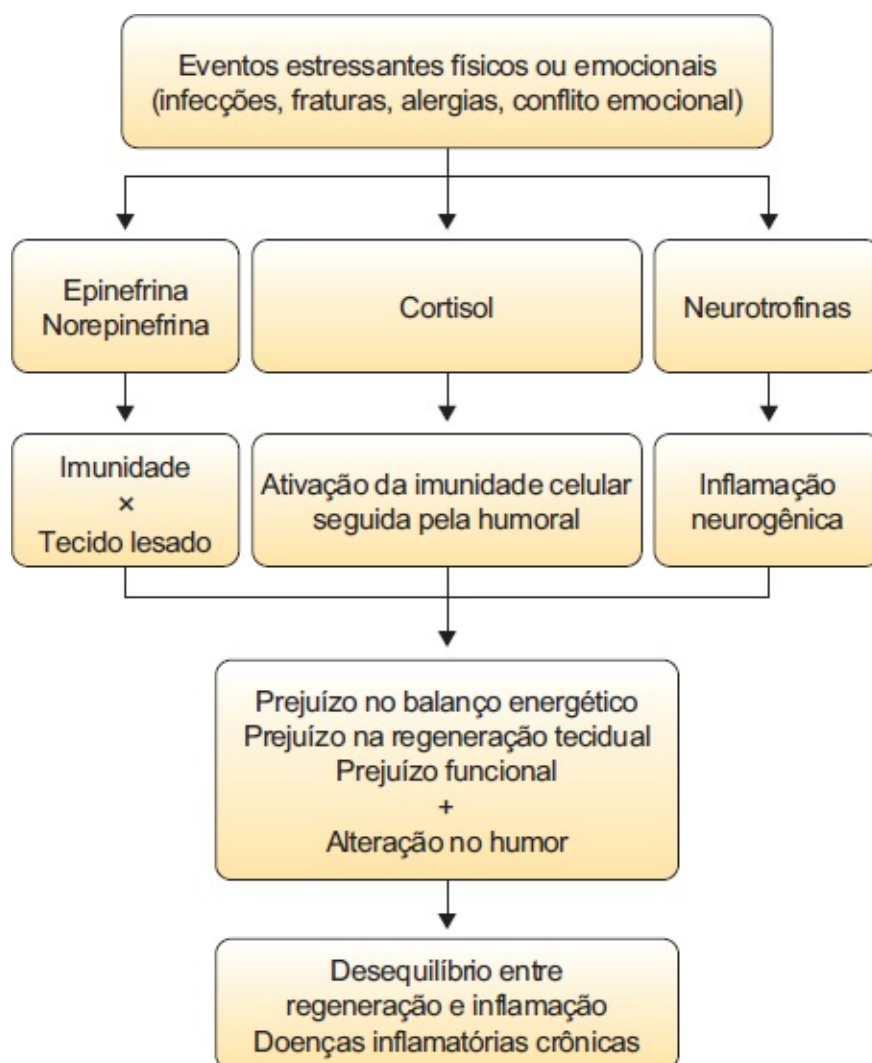 Eventos estressantes físicos ou emocionais
(infecções, fraturas, alergias, conflito emocional)
Epinefrina
Norepinefrina
Cortisol
Neurotrofinas
Imunidade
×
Tecido lesado
Ativação da imunidade celular
seguida pela humoral
Inflamação
neurogênica
Prejuízo no balanço energético
Prejuízo na regeneração tecidual
Prejuízo funcional
+
Alteração no humor
Desequilíbrio entre
regeneração e inflamação
Doenças inflamatórias crônicas